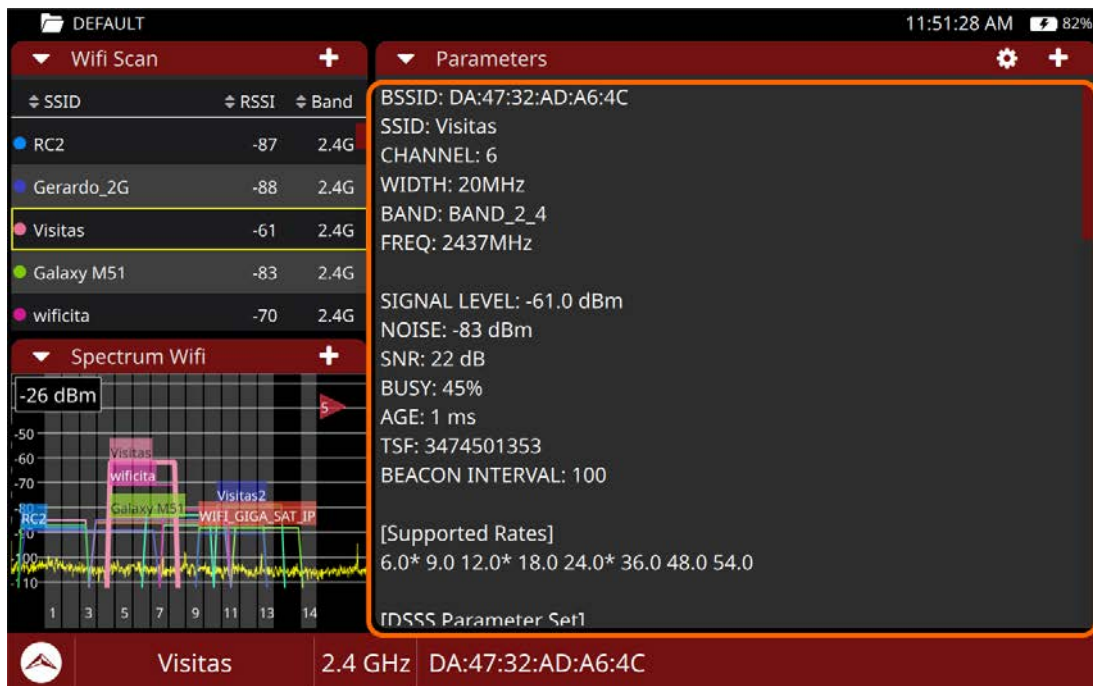 DEFAULT
11:51:28 AM 82%
Wifi Scan
SSID RSSI Band
RC2 -87 2.4G
Gerardo_2G -88 2.4G
Visitas -61 2.4G
Galaxy M51 -83 2.4G
wificita -70 2.4G
Spectrum Wifi
-26 dBm
S
-50
-60
-70
-80
-90
-100
-110
Visitas
wificita
Galaxy M51
Visitas2
RC2
WIFI_GIGA_SAT_IP
1 3 5 7 9 11 13 14
Parameters
BSSID: DA:47:32:AD:A6:4C
SSID: Visitas
CHANNEL: 6
WIDTH: 20MHz
BAND: BAND_2_4
FREQ: 2437MHz
SIGNAL LEVEL: -61.0 dBm
NOISE: -83 dBm
SNR: 22 dB
BUSY: 45%
AGE: 1 ms
TSF: 3474501353
BEACON INTERVAL: 100
[Supported Rates]
6.0* 9.0 12.0* 18.0 24.0* 36.0 48.0 54.0
[DSSS Parameter Set]
Visitas 2.4 GHz DA:47:32:AD:A6:4C